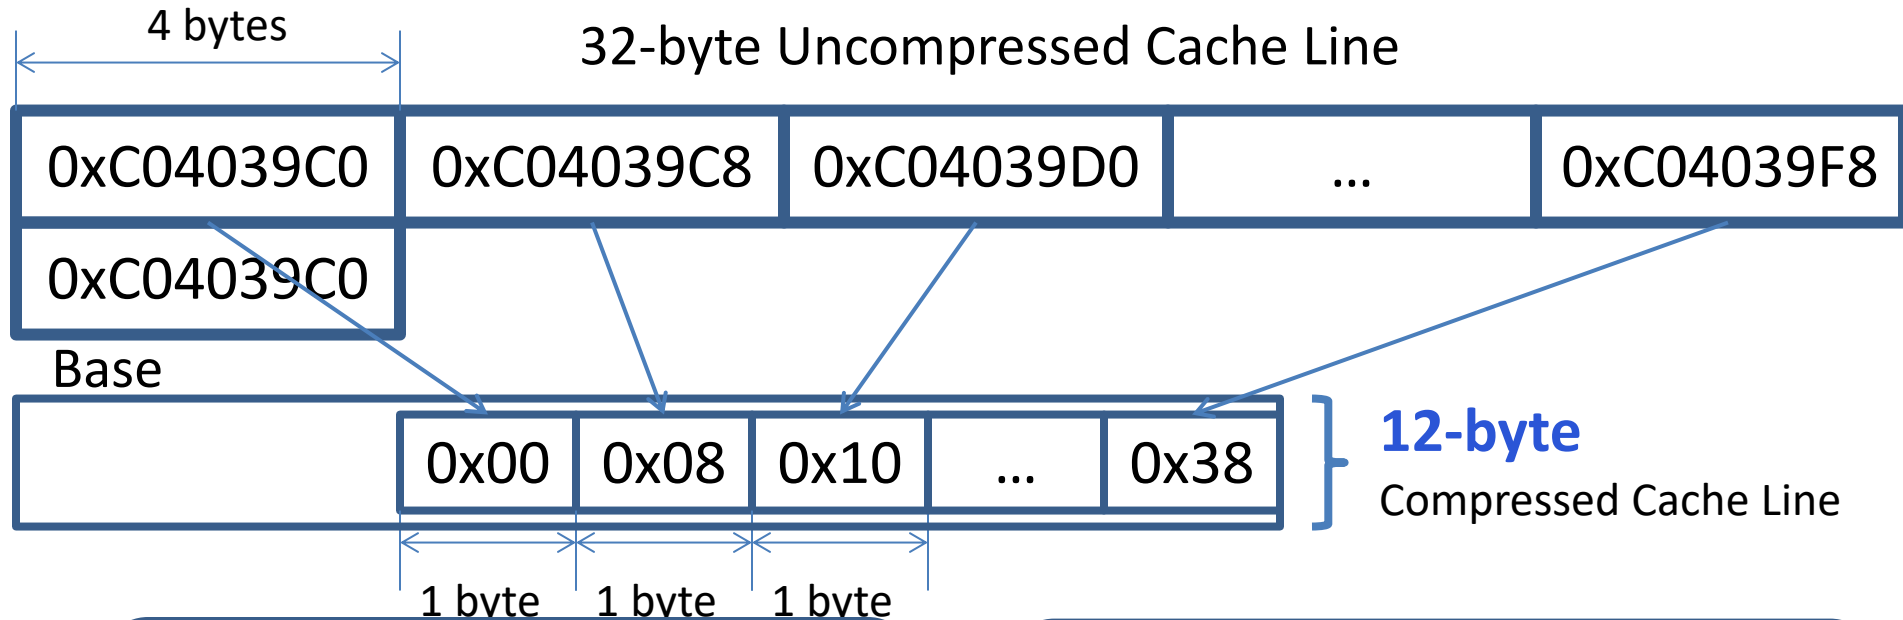 4 bytes
32-byte Uncompressed Cache Line
0xC04039C0 0xC04039C8 0xC04039D0 ... 0xC04039F8
0xC04039C0
Base
0x00 0x08 0x10 ... 0x38
12-byte
Compressed Cache Line
1 byte 1 byte 1 byte